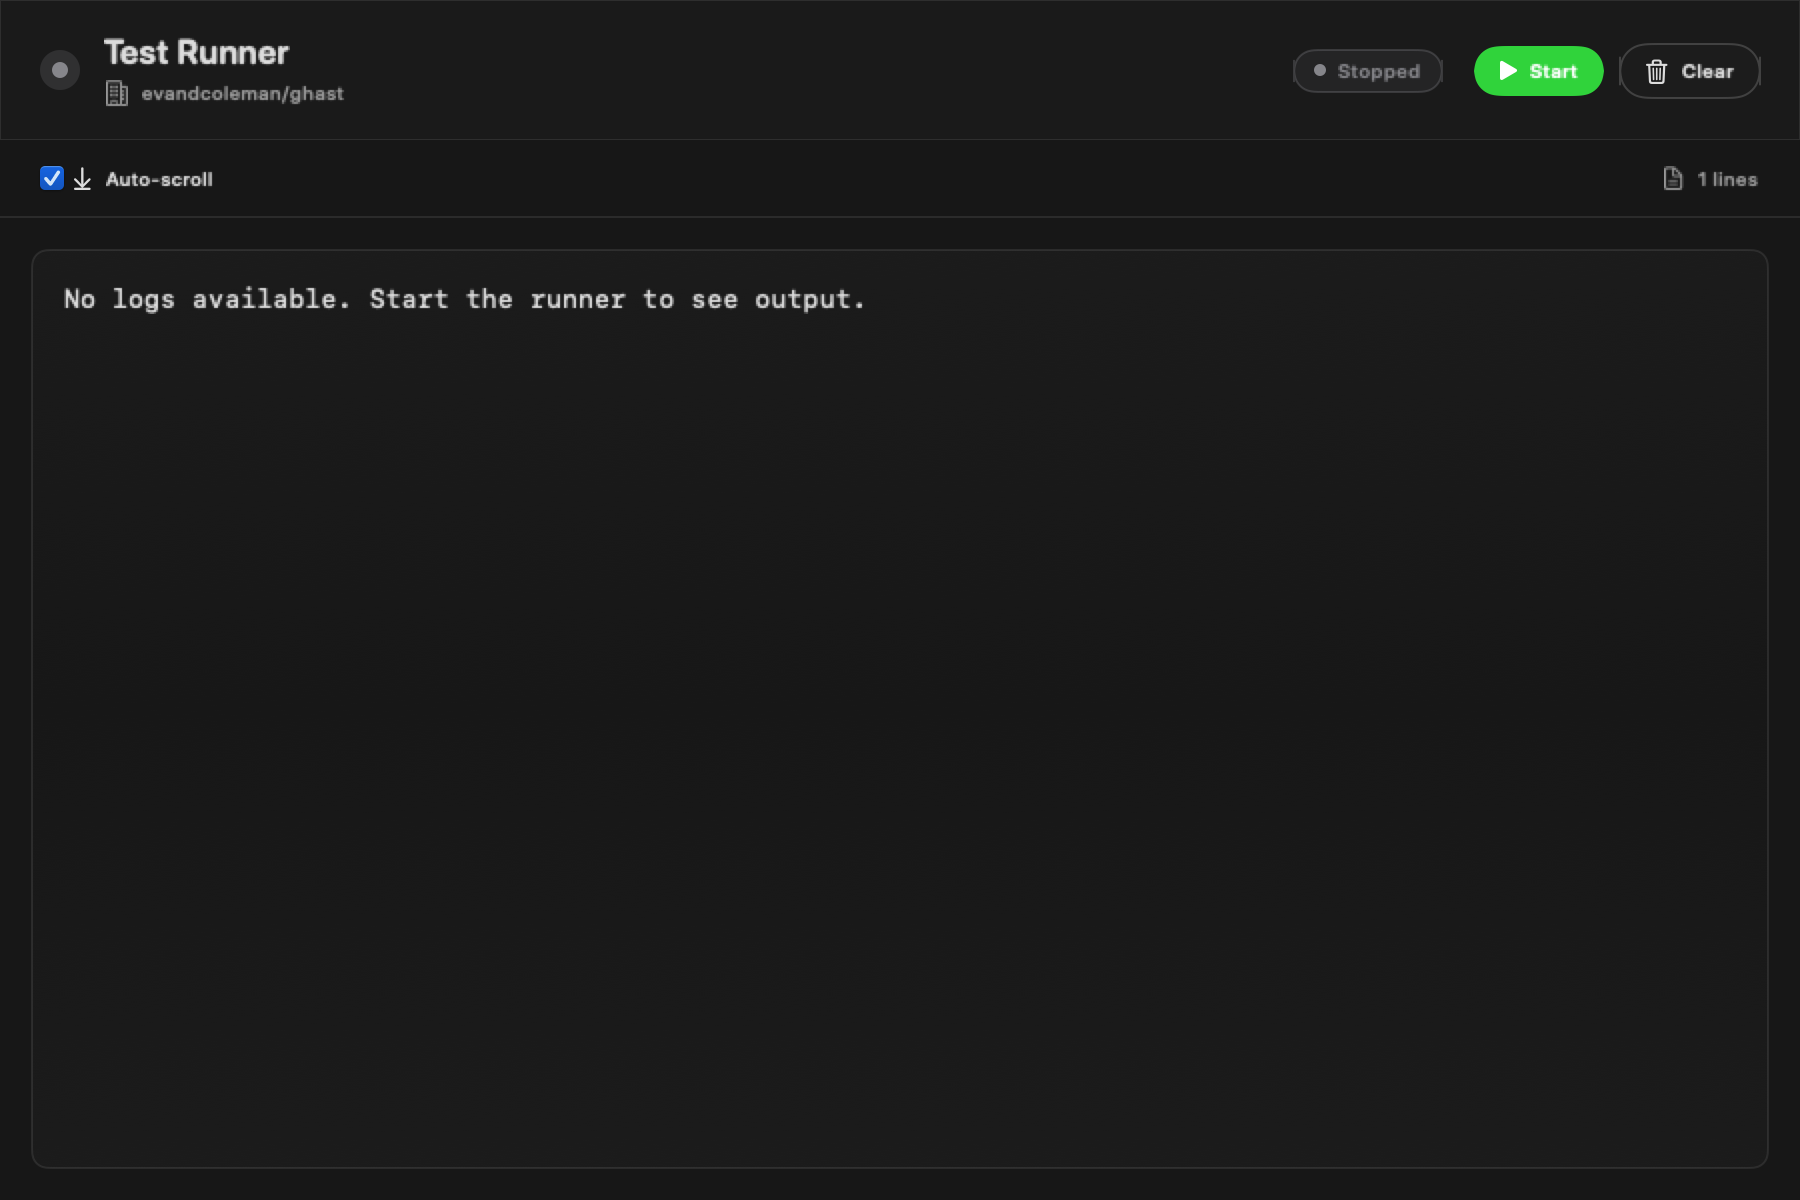 Test Runner
evandcoleman/ghast
Stopped
Start
Clear
Auto-scroll
1 lines
No logs available. Start the runner to see output.